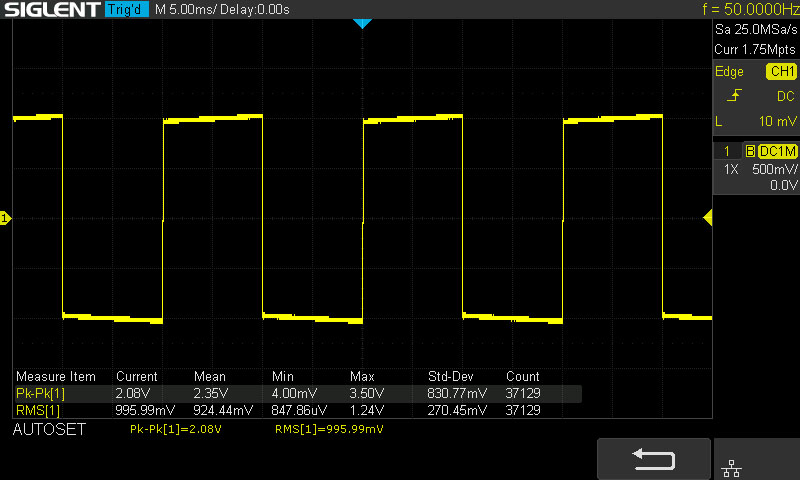 SIGLENT Trig'd M 5.00ms/ Delay:0.00s f = 50.0000Hz
Sa 25.0MSa/s
Curr 1.75Mpts
Edge CH1
DC
L 10 mV
1 B DC1M
1X 500mV/
0.0V
1
Measure Item Current Mean Min Max Std-Dev Count
Pk-Pk[1] 2.08V 2.35V 4.00mV 3.50V 830.77mV 37129
RMS[1] 995.99mV 924.44mV 847.86uV 1.24V 270.45mV 37129
AUTOSET Pk-Pk[1]=2.08V RMS[1]=995.99mV